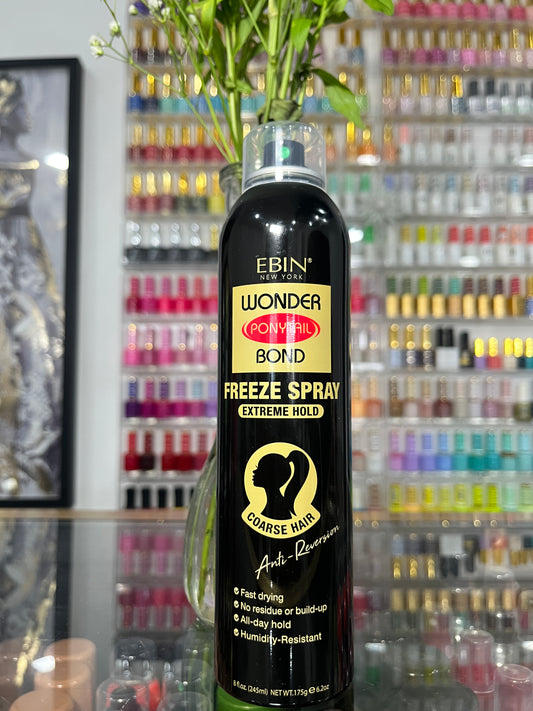 EBIN®
NEW YORK
WONDER
PONYTAIL
BOND
FREEZE SPRAY
EXTREME HOLD
COARSE HAIR
Anti-Reversion
Fast drying
No residue or build-up
All-day hold
Humidity-Resistant
8 fl oz. (245ml) NET WT.175g ℮ 6.2oz